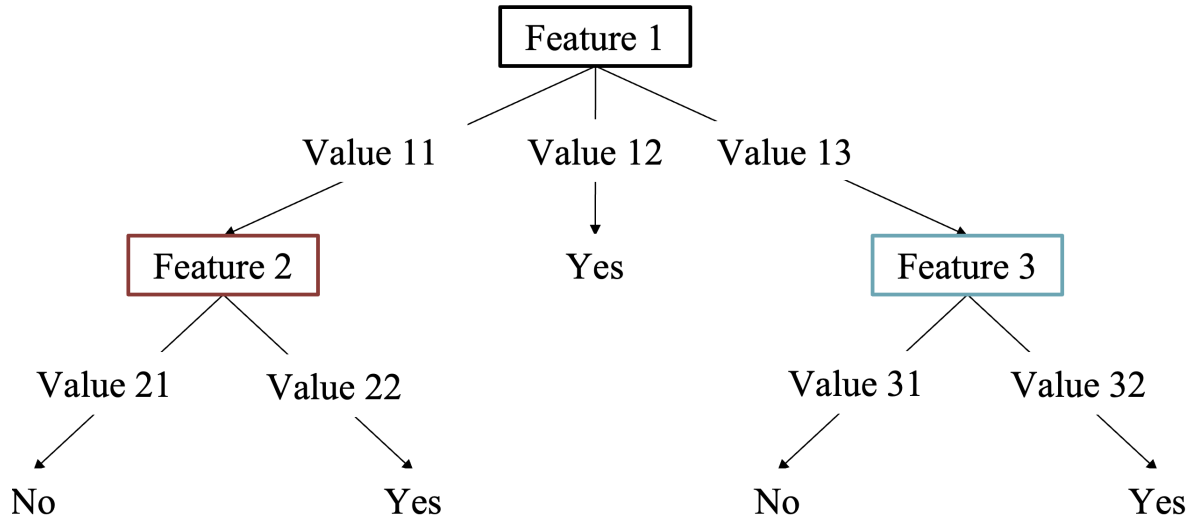 Feature 1
Value 11
Value 12
Value 13
Feature 2
Yes
Feature 3
Value 21
Value 22
Value 31
Value 32
No
Yes
No
Yes